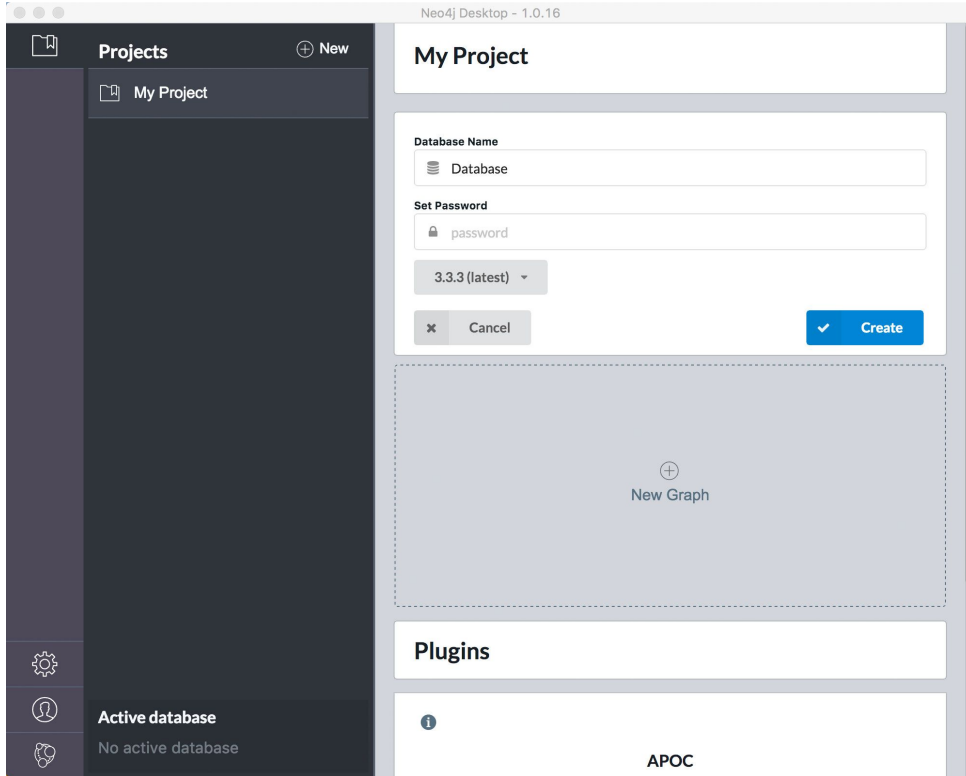 Neo4j Desktop - 1.0.16
Projects
New
My Project
Active database
No active database
My Project
Database Name
Database
Set Password
password
3.3.3 (latest)
Cancel
Create
New Graph
Plugins
APOC